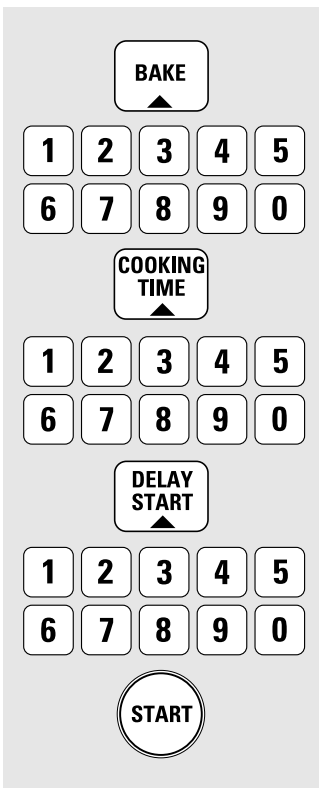 BAKE
1 2 3 4 5
6 7 8 9 0
COOKING
TIME
1 2 3 4 5
6 7 8 9 0
DELAY
START
1 2 3 4 5
6 7 8 9 0
START